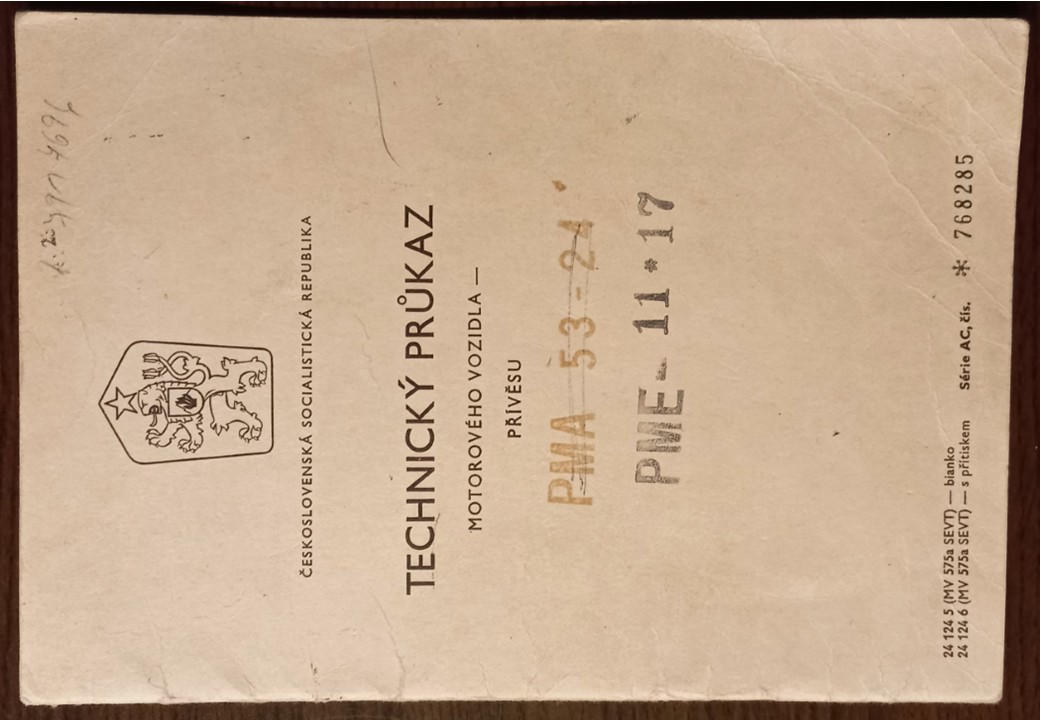 ČESKOSLOVENSKÁ SOCIALISTICKÁ REPUBLIKA
TECHNICKÝ PRŮKAZ
MOTOROVÉHO VOZIDLA —
PŘÍVĚSU
PMA 53-24
PME- 11•17
24 124 5 (MV 575a SEVT) — bianko
24 124 6 (MV 575a SEVT) — s přítiskem Série AC, čís. * 768285